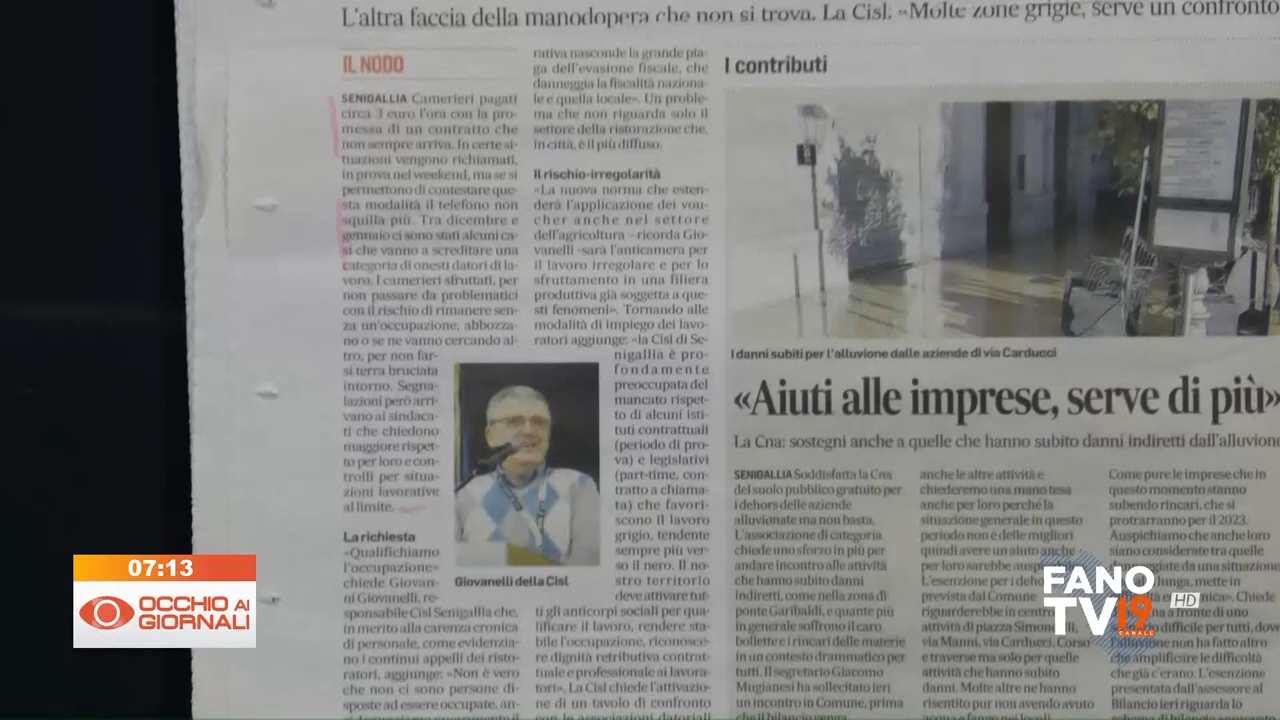 L'altra faccia della manodopera che non si trova. La Cisl: «Molte zone grigie, serve un confronto
IL NODO
SENIGALLIA Camerieri pagati
circa 3 euro l'ora con la pro-
messa di un contratto che
non sempre arriva. In certe si-
tuazioni vengono richiamati,
in prova nel weekend, ma se si
permettono di contestare que-
sta modalità il telefono non
squilla più. Tra dicembre e
gennaio ci sono stati alcuni ca-
si che vanno a screditare una
categoria di onesti datori di la-
voro. I camerieri sfruttati, per
non passare da problematici
con il rischio di rimanere sen-
za un'occupazione, abbozza-
no o se ne vanno cercando al-
tro, per non far-
si terra bruciata
intorno. Segna-
lazioni però arri-
vano ai sindaca-
ti che chiedono
maggiore rispet-
to per loro e con-
trolli per situa-
zioni lavorative
al limite.
La richiesta
«Qualifichiamo
l'occupazione»
chiede Giovan-
ni Giovanelli, re-
sponsabile Cisl Senigallia che,
in merito alla carenza cronica
di personale, come evidenzia-
no i continui appelli dei risto-
ratori, aggiunge: «Non è vero
che non ci sono persone di-
sposte ad essere occupate, an-
rativa nasconde la grande pia-
ga dell'evasione fiscale, che
danneggia la fiscalità naziona-
le e quella locale». Un proble-
ma che non riguarda solo il
settore della ristorazione che,
in città, è il più diffuso.
Il rischio-irregolarità
«La nuova norma che esten-
derà l'applicazione dei vou-
cher anche nel settore
dell'agricoltura – ricorda Gio-
vanelli -sarà l'anticamera per
il lavoro irregolare e per lo
sfruttamento in una filiera
produttiva già soggetta a que-
sti fenomeni». Tornando alle
modalità di impiego dei lavo-
ratori aggiunge: «la Cisl di Se-
nigallia è pro-
fondamente
preoccupata del
mancato rispet-
to di alcuni isti-
tuti contrattuali
(periodo di pro-
va) e legislativi
(part-time, con-
tratto a chiama-
ta) che favori-
scono il lavoro
grigio, tendente
sempre più ver-
so il nero. Il no-
stro territorio
deve attivare tut-
ti gli anticorpi sociali per qua-
lificare il lavoro, rendere sta-
bile l'occupazione, riconosce-
re dignità retributiva contrat-
tuale e professionale ai lavora-
tori». La Cisl chiede l'attivazio-
ne di un tavolo di confronto
con le associazioni datoriali
Giovanelli della Cisl
I contributi
I danni subiti per l'alluvione dalle aziende di via Carducci
«Aiuti alle imprese, serve di più»
La Cna: sostegni anche a quelle che hanno subito danni indiretti dall'alluvione
SENIGALLIA Soddisfatta la Cna
del suolo pubblico gratuito per
i dehors delle aziende
alluvionate ma non basta.
L'associazione di categoria
chiede uno sforzo in più per
andare incontro alle attività
che hanno subito danni
indiretti, come nella zona di
ponte Garibaldi, e quante più
in generale soffrono il caro
bollette e i rincari delle materie
in un contesto drammatico per
tutti. Il segretario Giacomo
Mugianesi ha sollecitato ieri
un incontro in Comune, prima
che il bilancio venga
anche le altre attività e
chiederemo una mano tesa
anche per loro perché la
situazione generale in questo
periodo non è delle migliori
quindi avere un aiuto anche
per loro sarebbe
L'esenzione per i
prevista dal Comune
riguarderebbe in
attività di piazza
via Manni, via Carducci, Corso
e traverse ma solo per quelle
attività che hanno subito
danni. Molte altre ne hanno
risentito pur non avendo avuto
Come pure le imprese che in
questo momento stanno
subendo rincari, che si
protrarranno per il 2023.
Auspichiamo che anche loro
siano considerate tra quelle
da una situazione
mette in
Chiede
a fronte di uno
difficile per tutti, dove
l'alluvione non ha fatto altro
che amplificare le difficoltà
che già c'erano. L'esenzione
presentata dall'assessore al
Bilancio ieri riguarda lo
07:13
OCCHIO AI
GIORNALI
FANO
TV19 HD
CANALE